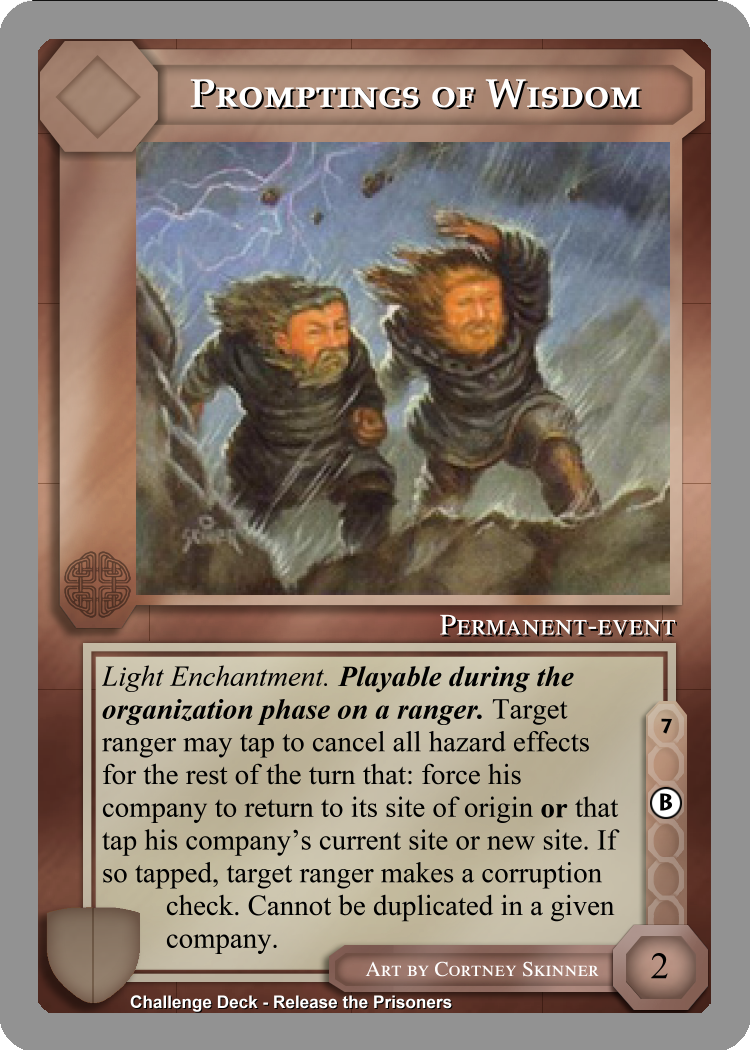 Promptings of Wisdom
Permanent-event
Light Enchantment. Playable during the
organization phase on a ranger. Target
ranger may tap to cancel all hazard effects
for the rest of the turn that: force his
company to return to its site of origin or that
tap his company’s current site or new site. If
so tapped, target ranger makes a corruption
check. Cannot be duplicated in a given
company.
7
B
Art by Cortney Skinner
2
Challenge Deck - Release the Prisoners